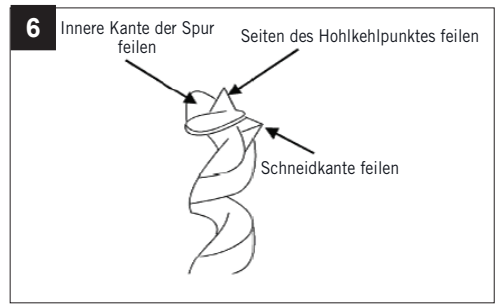 6
Innere Kante der Spur
feilen
Seiten des Hohlkehlpunktes feilen
Schneidkante feilen